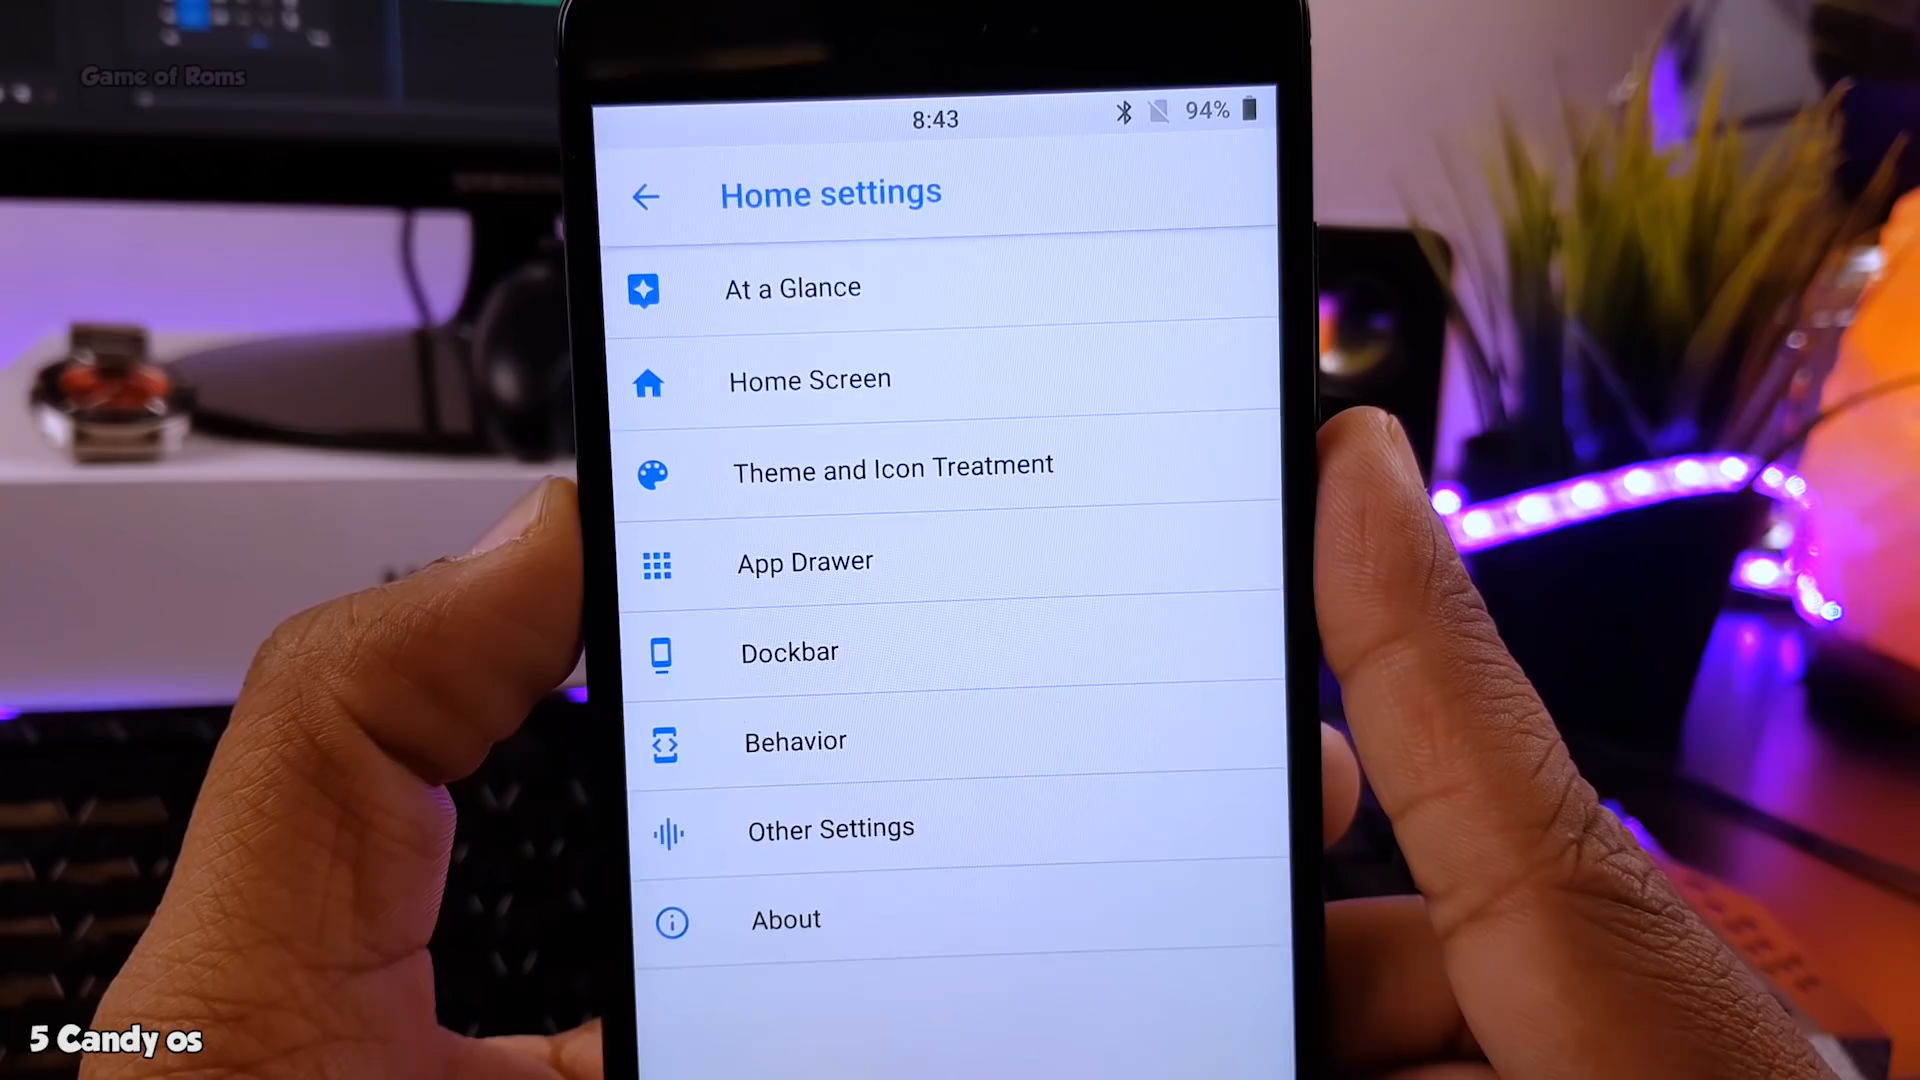 Game of Roms
8:43
94%
Home settings
At a Glance
Home Screen
Theme and Icon Treatment
App Drawer
Dockbar
Behavior
Other Settings
About
5 Candy os